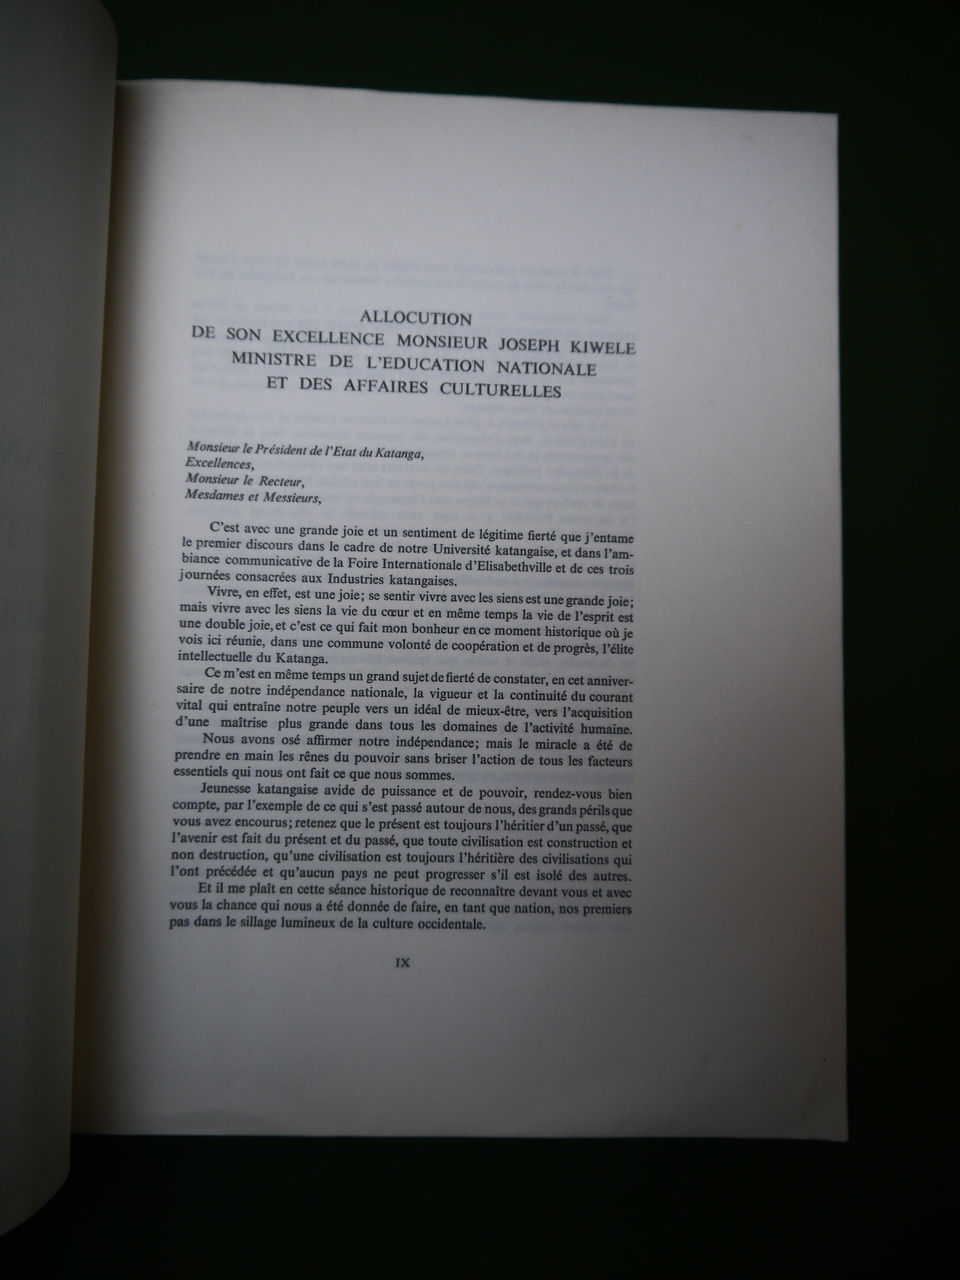 ALLOCUTION
DE SON EXCELLENCE MONSIEUR JOSEPH KIWELE
MINISTRE DE L'EDUCATION NATIONALE
ET DES AFFAIRES CULTURELLES
Monsieur le Président de l'Etat du Katanga,
Excellences,
Monsieur le Recteur,
Mesdames et Messieurs,
C'est avec une grande joie et un sentiment de légitime fierté que j'entame
le premier discours dans le cadre de notre Université katangaise, et dans l'am-
biance communicative de la Foire Internationale d'Elisabethville et de ces trois
journées consacrées aux Industries katangaises.
Vivre, en effet, est une joie; se sentir vivre avec les siens est une grande joie;
mais vivre avec les siens la vie du cœur et en même temps la vie de l'esprit est
une double joie, et c'est ce qui fait mon bonheur en ce moment historique où je
vois ici réunie, dans une commune volonté de coopération et de progrès, l'élite
intellectuelle du Katanga.
Ce m'est en même temps un grand sujet de fierté de constater, en cet anniver-
saire de notre indépendance nationale, la vigueur et la continuité du courant
vital qui entraîne notre peuple vers un idéal de mieux-être, vers l'acquisition
d'une maîtrise plus grande dans tous les domaines de l'activité humaine.
Nous avons osé affirmer notre indépendance; mais le miracle a été de
prendre en main les rênes du pouvoir sans briser l'action de tous les facteurs
essentiels qui nous ont fait ce que nous sommes.
Jeunesse katangaise avide de puissance et de pouvoir, rendez-vous bien
compte, par l'exemple de ce qui s'est passé autour de nous, des grands périls que
vous avez encourus; retenez que le présent est toujours l'héritier d'un passé, que
l'avenir est fait du présent et du passé, que toute civilisation est construction et
non destruction, qu'une civilisation est toujours l'héritière des civilisations qui
l'ont précédée et qu'aucun pays ne peut progresser s'il est isolé des autres.
Et il me plaît en cette séance historique de reconnaître devant vous et avec
vous la chance qui nous a été donnée de faire, en tant que nation, nos premiers
pas dans le sillage lumineux de la culture occidentale.
IX